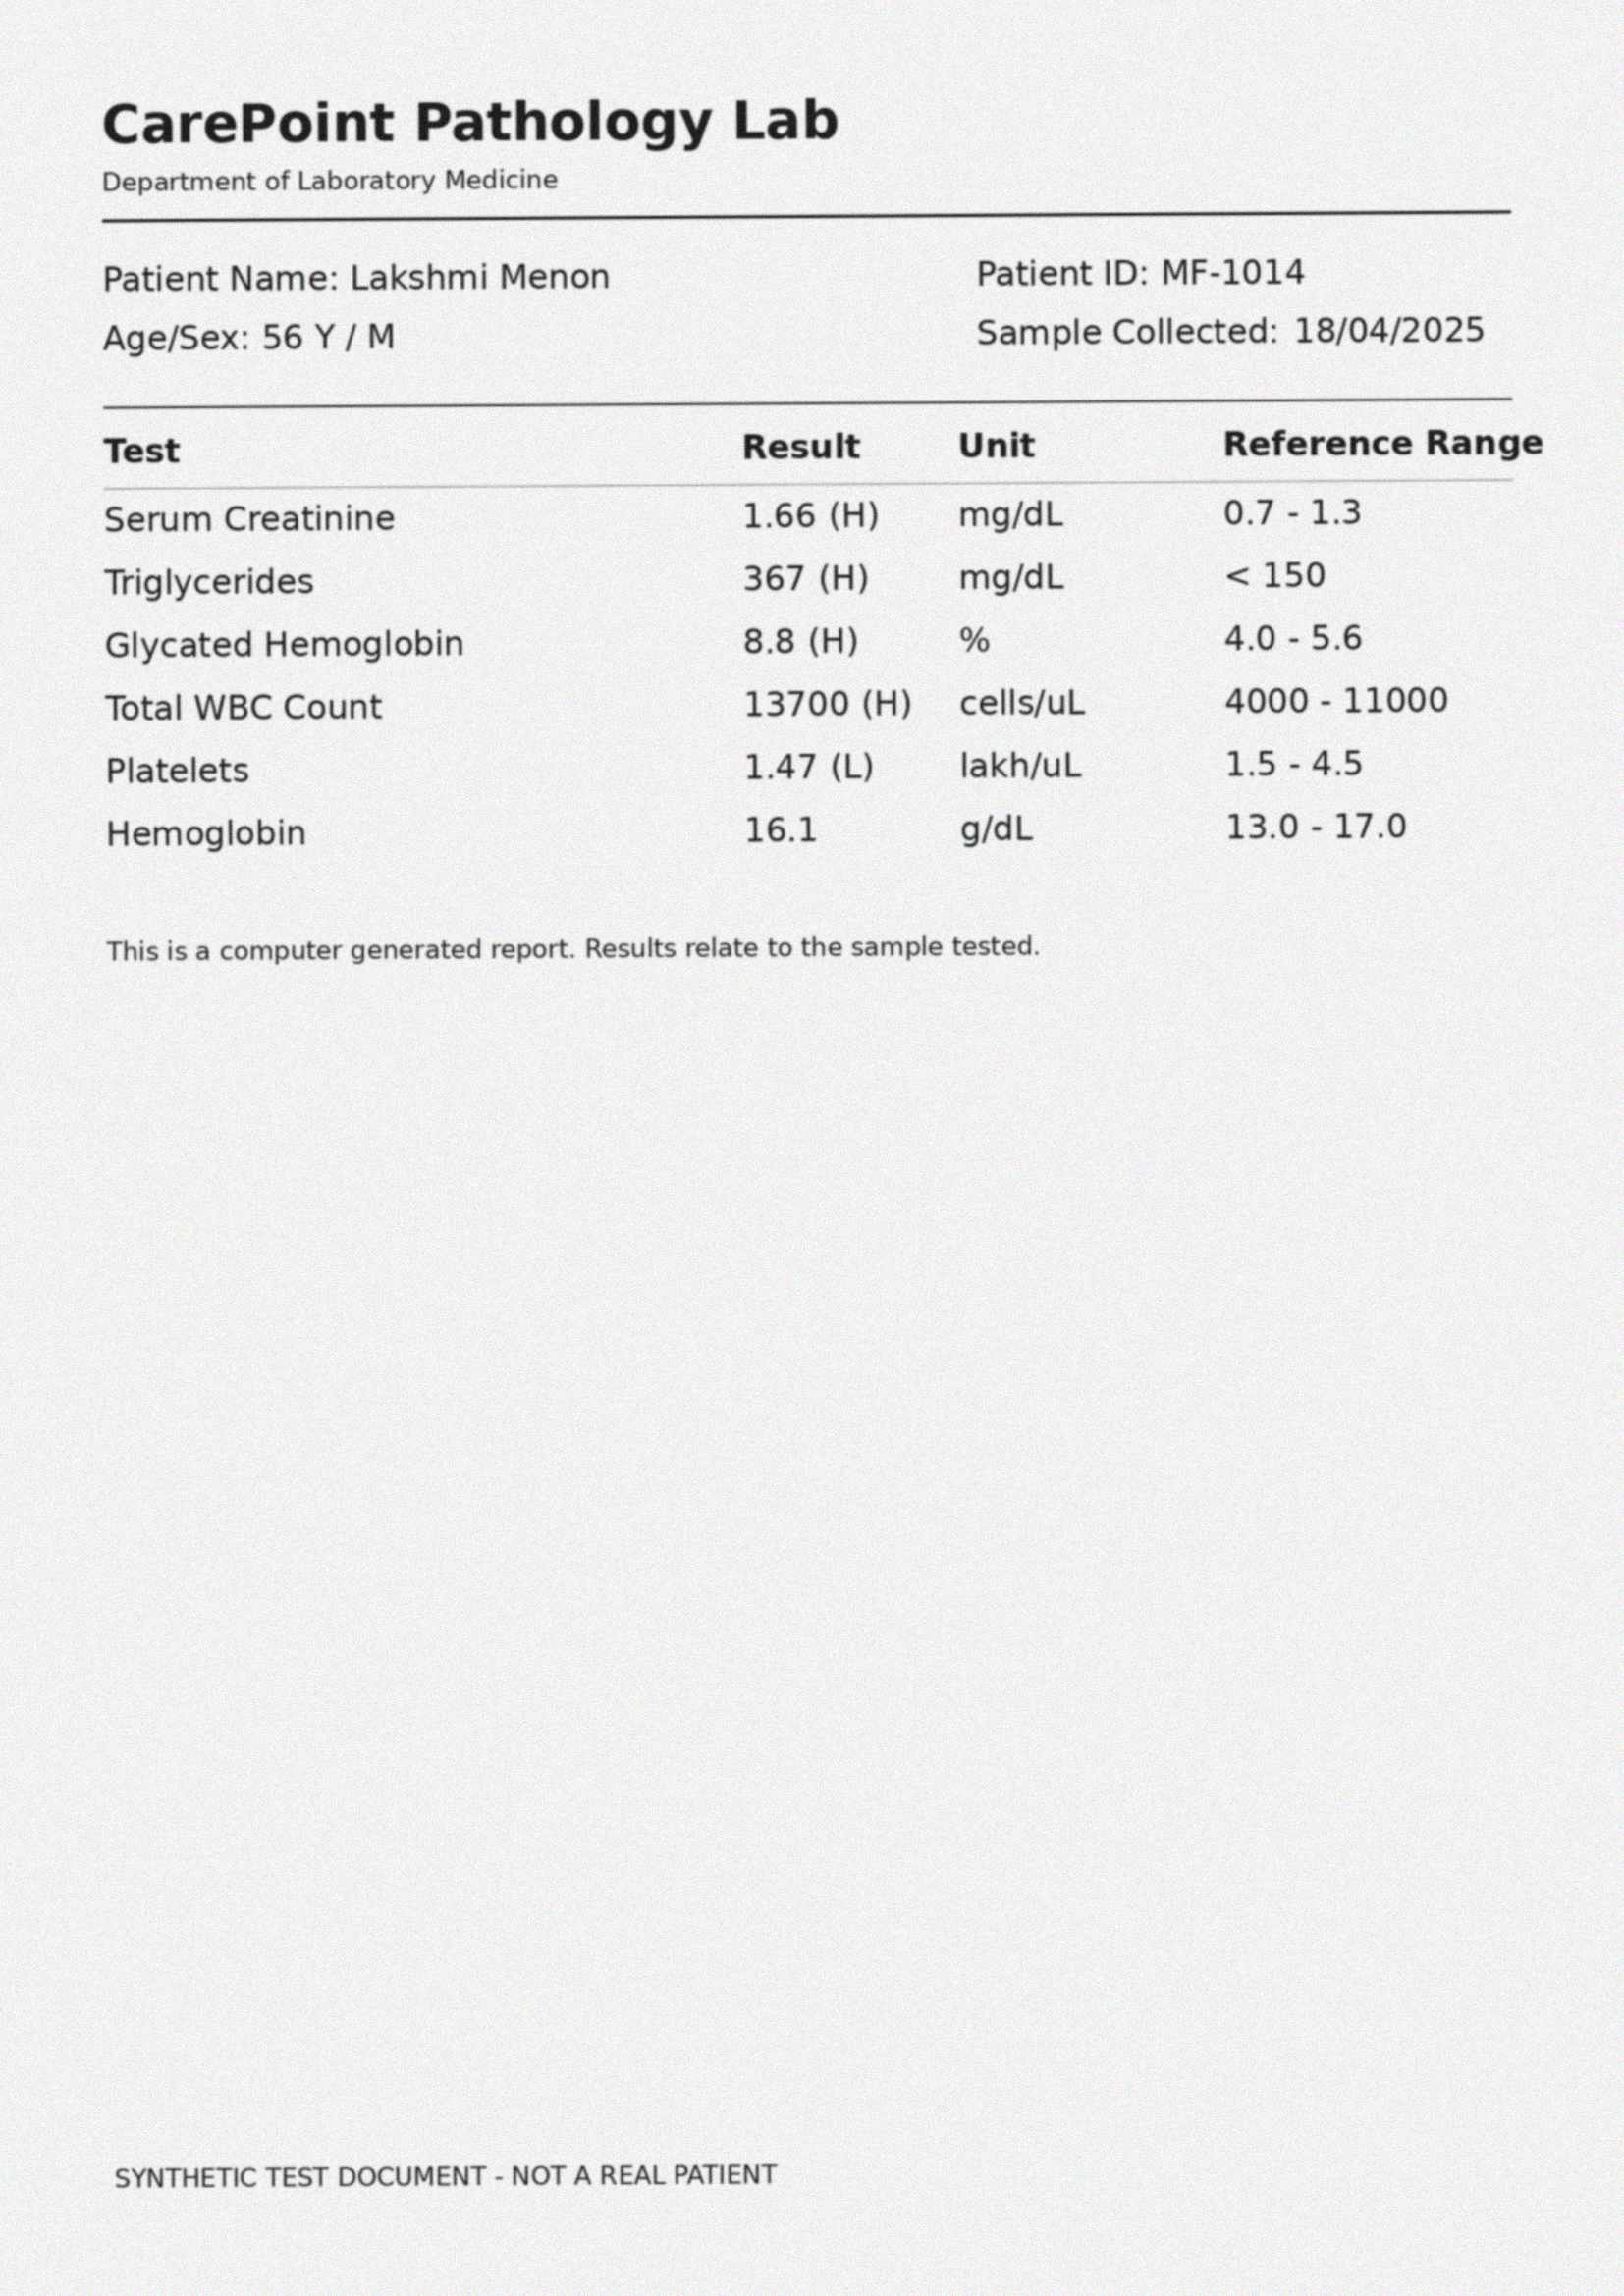 CarePoint Pathology Lab
Department of Laboratory Medicine
Patient Name: Lakshmi Menon Patient ID: MF-1014
Age/Sex: 56 Y / M Sample Collected: 18/04/2025
Test Result Unit Reference Range
Serum Creatinine 1.66 (H) mg/dL 0.7 - 1.3
Triglycerides 367 (H) mg/dL < 150
Glycated Hemoglobin 8.8 (H) % 4.0 - 5.6
Total WBC Count 13700 (H) cells/uL 4000 - 11000
Platelets 1.47 (L) lakh/uL 1.5 - 4.5
Hemoglobin 16.1 g/dL 13.0 - 17.0
This is a computer generated report. Results relate to the sample tested.
SYNTHETIC TEST DOCUMENT - NOT A REAL PATIENT